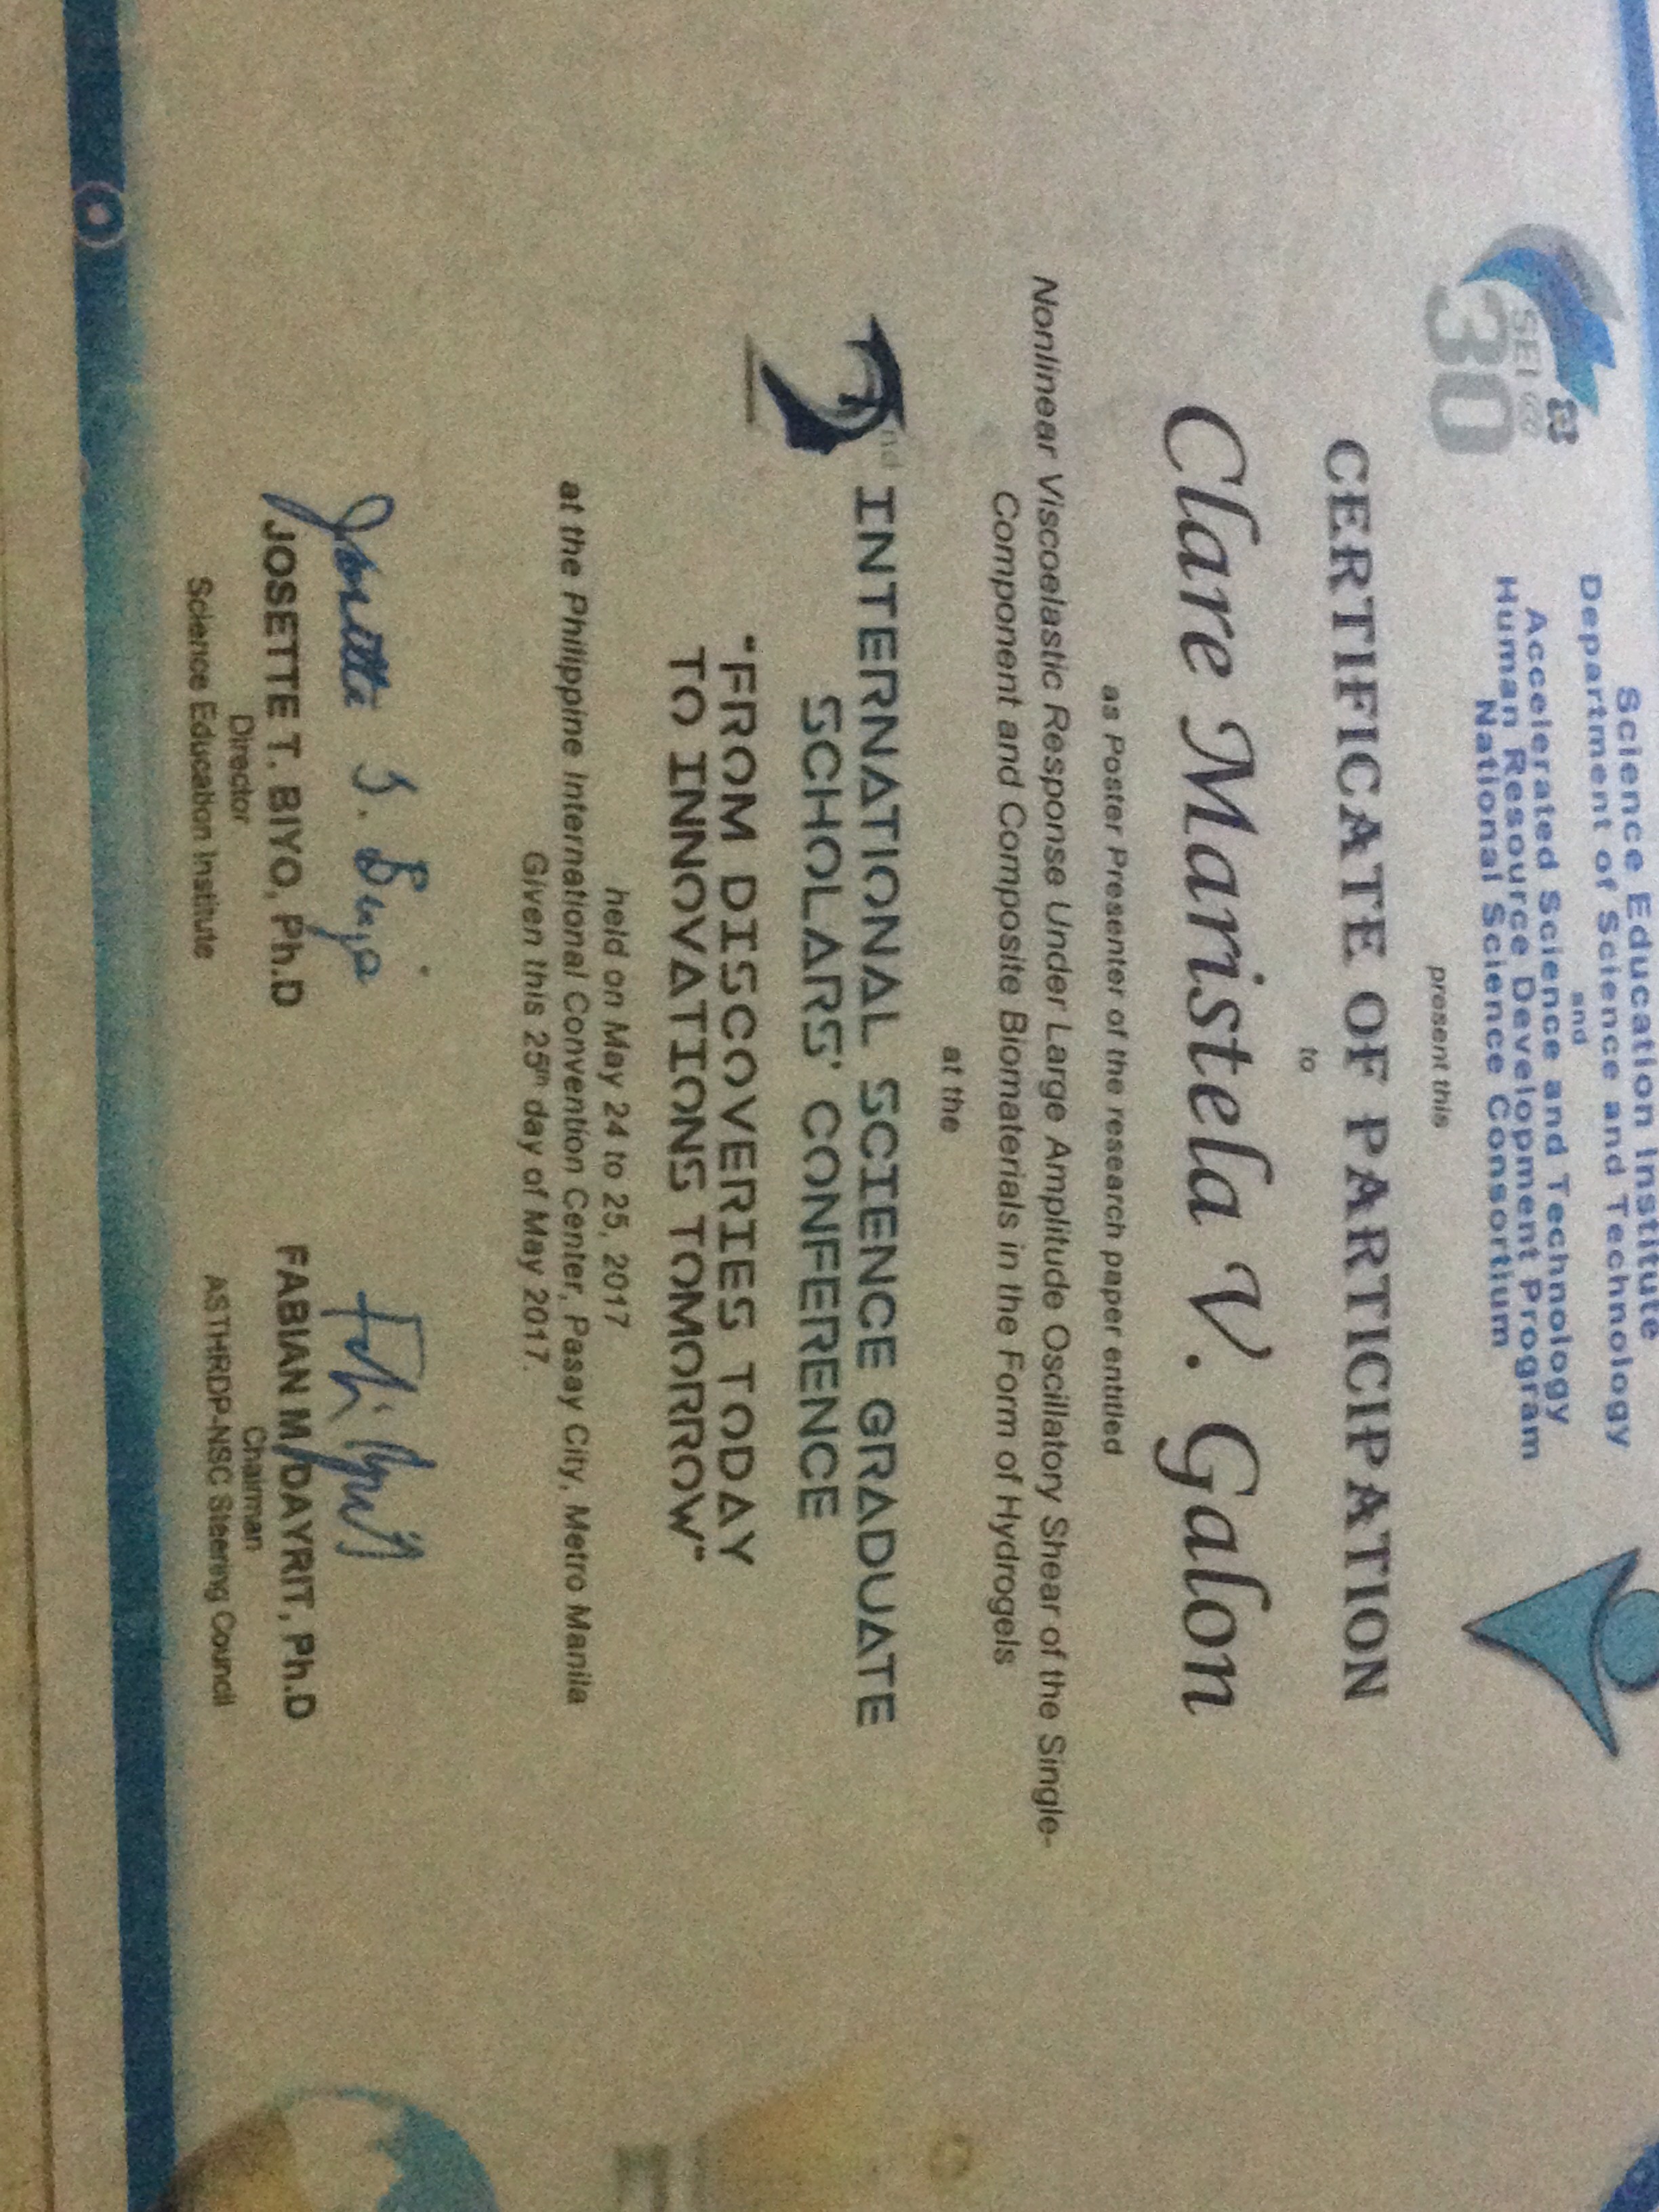 Science Education Institute
Department of Science and Technology
and
Accelerated Science and Technology
Human Resource Development Program
National Science Consortium
SEI
30
present this
CERTIFICATE OF PARTICIPATION
to
Clare Maristela V. Galon
as Poster Presenter of the research paper entitled
Nonlinear Viscoelastic Response Under Large Amplitude Oscillatory Shear of the Single-
Component and Composite Biomaterials in the Form of Hydrogels
at the
2nd INTERNATIONAL SCIENCE GRADUATE
SCHOLARS' CONFERENCE
"FROM DISCOVERIES TODAY
TO INNOVATIONS TOMORROW"
held on May 24 to 25, 2017
at the Philippine International Convention Center, Pasay City, Metro Manila
Given this 25th day of May 2017.
JOSETTE T. BIYO, Ph.D
Director
Science Education Institute
FABIAN M. DAYRIT, Ph.D
Chairman
ASTHRDP-NSC Steering Council